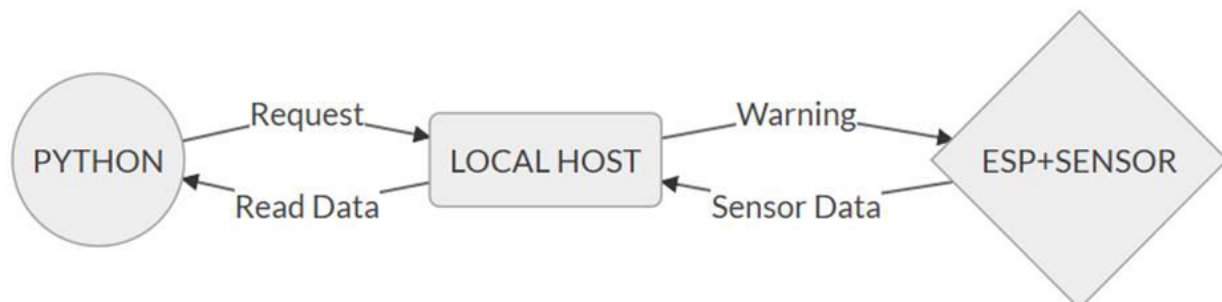 Request
Warning
PYTHON
LOCAL HOST
ESP+SENSOR
Read Data
Sensor Data